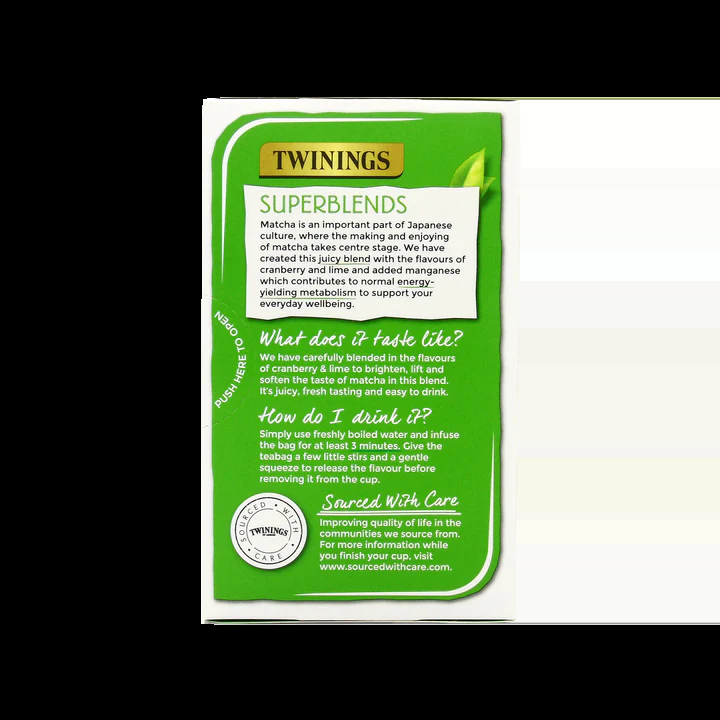 TWININGS
SUPERBLENDS
Matcha is an important part of Japanese
culture, where the making and enjoying
of matcha takes centre stage. We have
created this juicy blend with the flavours of
cranberry and lime and added manganese
which contributes to normal energy-
yielding metabolism to support your
everyday wellbeing.
PUSH HERE TO OPEN
What does it taste like?
We have carefully blended in the flavours
of cranberry & lime to brighten, lift and
soften the taste of matcha in this blend.
It's juicy, fresh tasting and easy to drink.
How do I drink it?
Simply use freshly boiled water and infuse
the bag for at least 3 minutes. Give the
teabag a few little stirs and a gentle
squeeze to release the flavour before
removing it from the cup.
SOURCED • WITH • CARE •
TWININGS
Sourced With Care
Improving quality of life in the
communities we source from.
For more information while
you finish your cup, visit
www.sourcedwithcare.com.